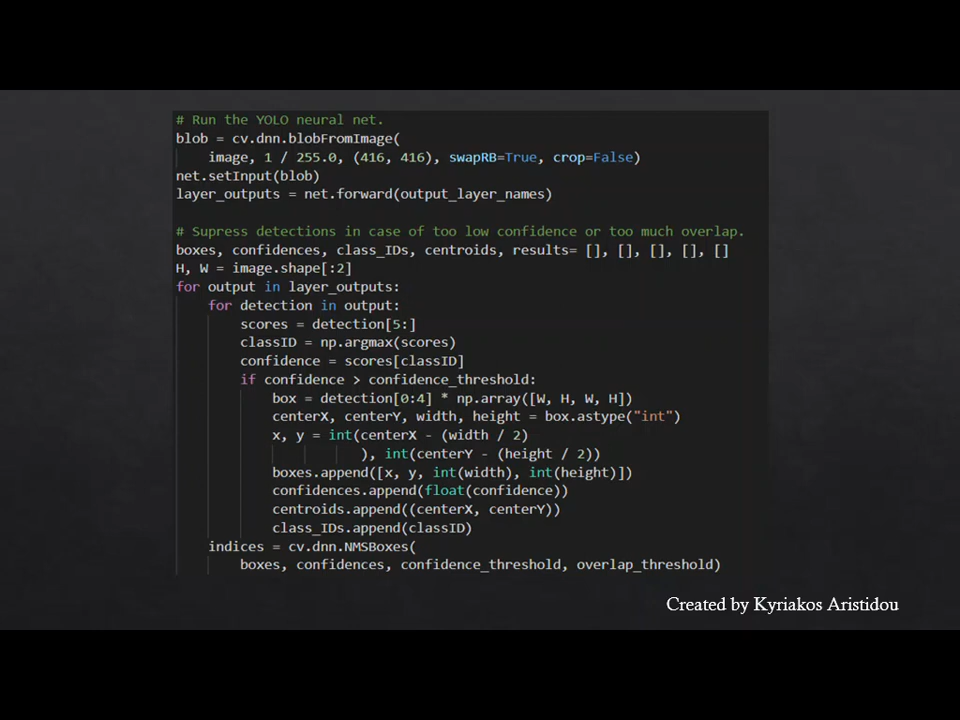 # Run the YOLO neural net.
blob = cv.dnn.blobFromImage(
image, 1 / 255.0, (416, 416), swapRB=True, crop=False)
net.setInput(blob)
layer_outputs = net.forward(output_layer_names)
# Supress detections in case of too low confidence or too much overlap.
boxes, confidences, class_IDs, centroids, results= [], [], [], [], []
H, W = image.shape[:2]
for output in layer_outputs:
for detection in output:
scores = detection[5:]
classID = np.argmax(scores)
confidence = scores[classID]
if confidence > confidence_threshold:
box = detection[0:4] * np.array([W, H, W, H])
centerX, centerY, width, height = box.astype("int")
x, y = int(centerX - (width / 2)
), int(centerY - (height / 2))
boxes.append([x, y, int(width), int(height)])
confidences.append(float(confidence))
centroids.append((centerX, centerY))
class_IDs.append(classID)
indices = cv.dnn.NMSBoxes(
boxes, confidences, confidence_threshold, overlap_threshold)
Created by Kyriakos Aristidou